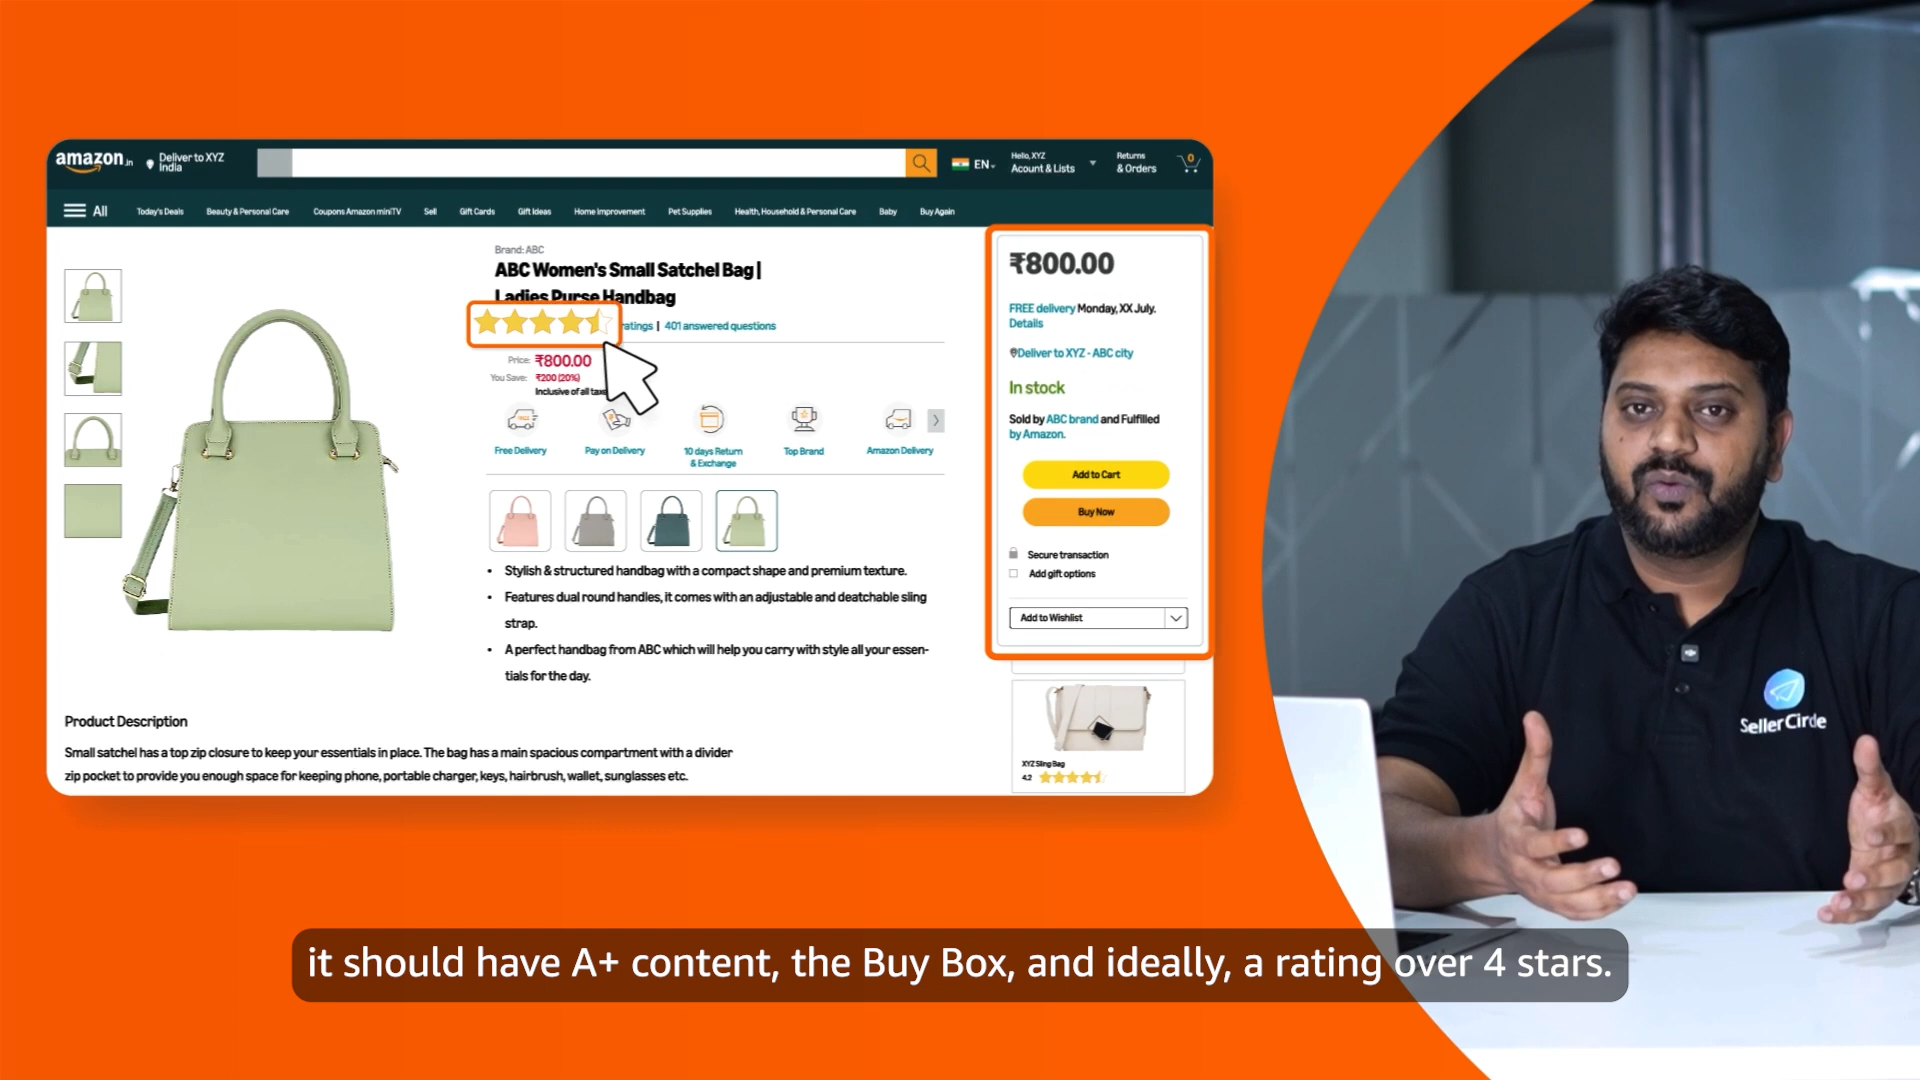 amazon.in
Deliver to XYZ
India
EN
Hello, XYZ
Acount & Lists
Returns
& Orders
0
All
Today's Deals
Beauty & Personal Care
Coupons Amazon miniTV
Sell
Gift Cards
Gift Ideas
Home Improvement
Pet Supplies
Health, Household & Personal Care
Baby
Buy Again
Brand: ABC
ABC Women's Small Satchel Bag |
Ladies Purse Handbag
ratings | 401 answered questions
Price: ₹800.00
You Save: ₹200 (20%)
Inclusive of all taxe
Free Delivery
Pay on Delivery
10 days Return
& Exchange
Top Brand
Amazon Delivery
• Stylish & structured handbag with a compact shape and premium texture.
• Features dual round handles, it comes with an adjustable and deatchable sling
strap.
• A perfect handbag from ABC which will help you carry with style all your essen-
tials for the day.
Product Description
Small satchel has a top zip closure to keep your essentials in place. The bag has a main spacious compartment with a divider
zip pocket to provide you enough space for keeping phone, portable charger, keys, hairbrush, wallet, sunglasses etc.
₹800.00
FREE delivery Monday, XX July.
Details
Deliver to XYZ - ABC city
In stock
Sold by ABC brand and Fulfilled
by Amazon.
Add to Cart
Buy Now
Secure transaction
Add gift options
Add to Wishlist
XYZ Sling Bag
4.2
SellerCircle
it should have A+ content, the Buy Box, and ideally, a rating over 4 stars.